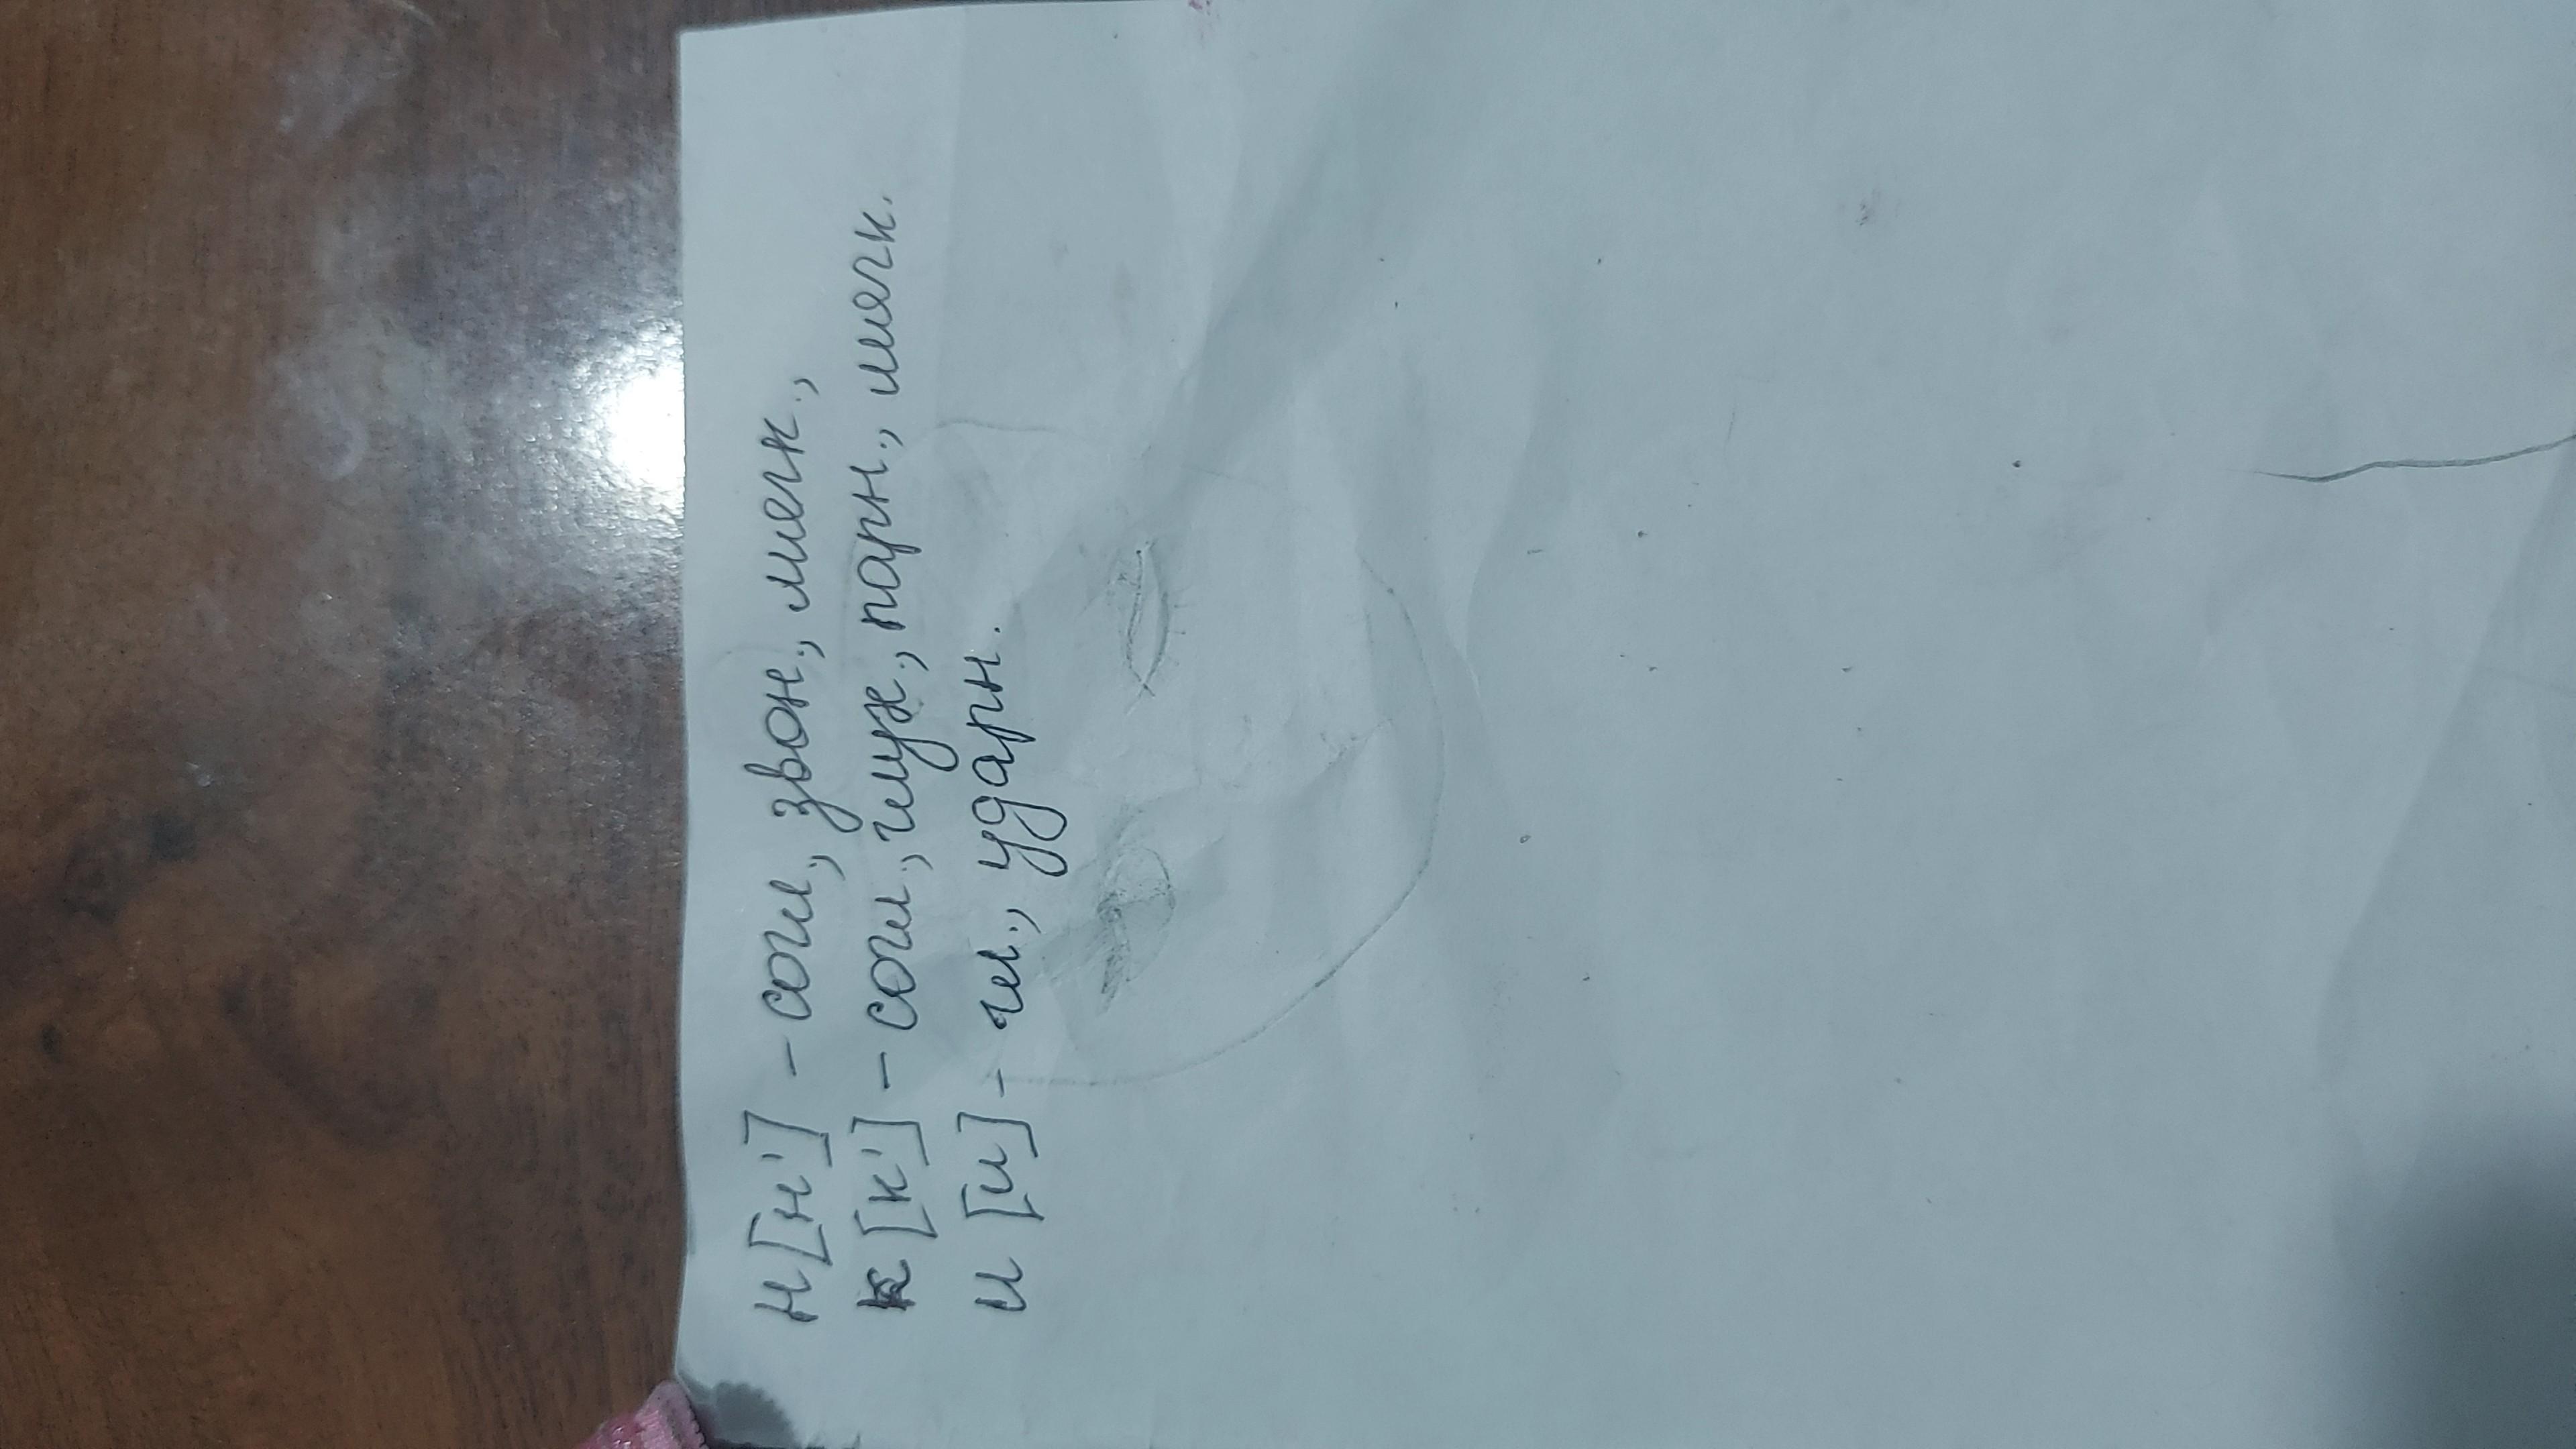 н [н'] - согл., звон., мягк.,
к [к'] - согл., глух., парн., мягк.
и [и] - гл., ударн.